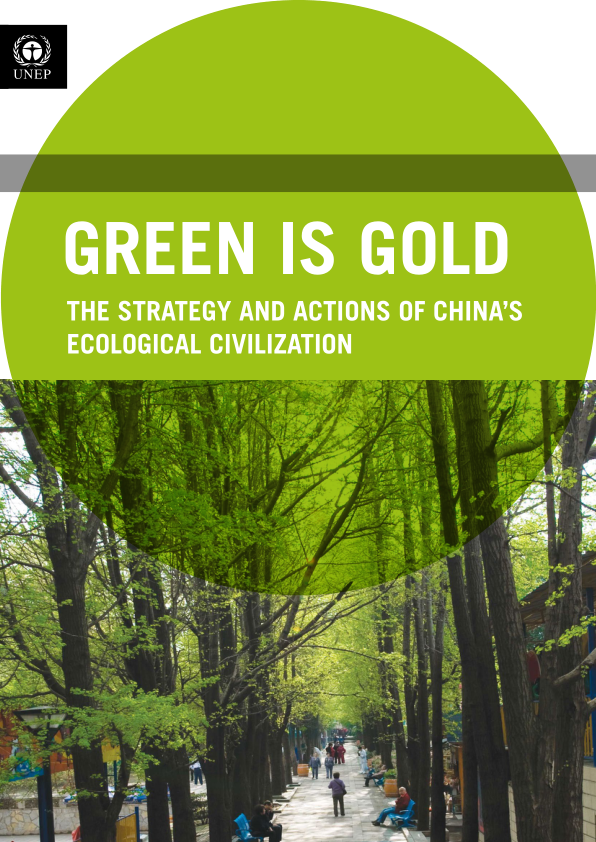 UNEP
GREEN IS GOLD
THE STRATEGY AND ACTIONS OF CHINA'S
ECOLOGICAL CIVILIZATION